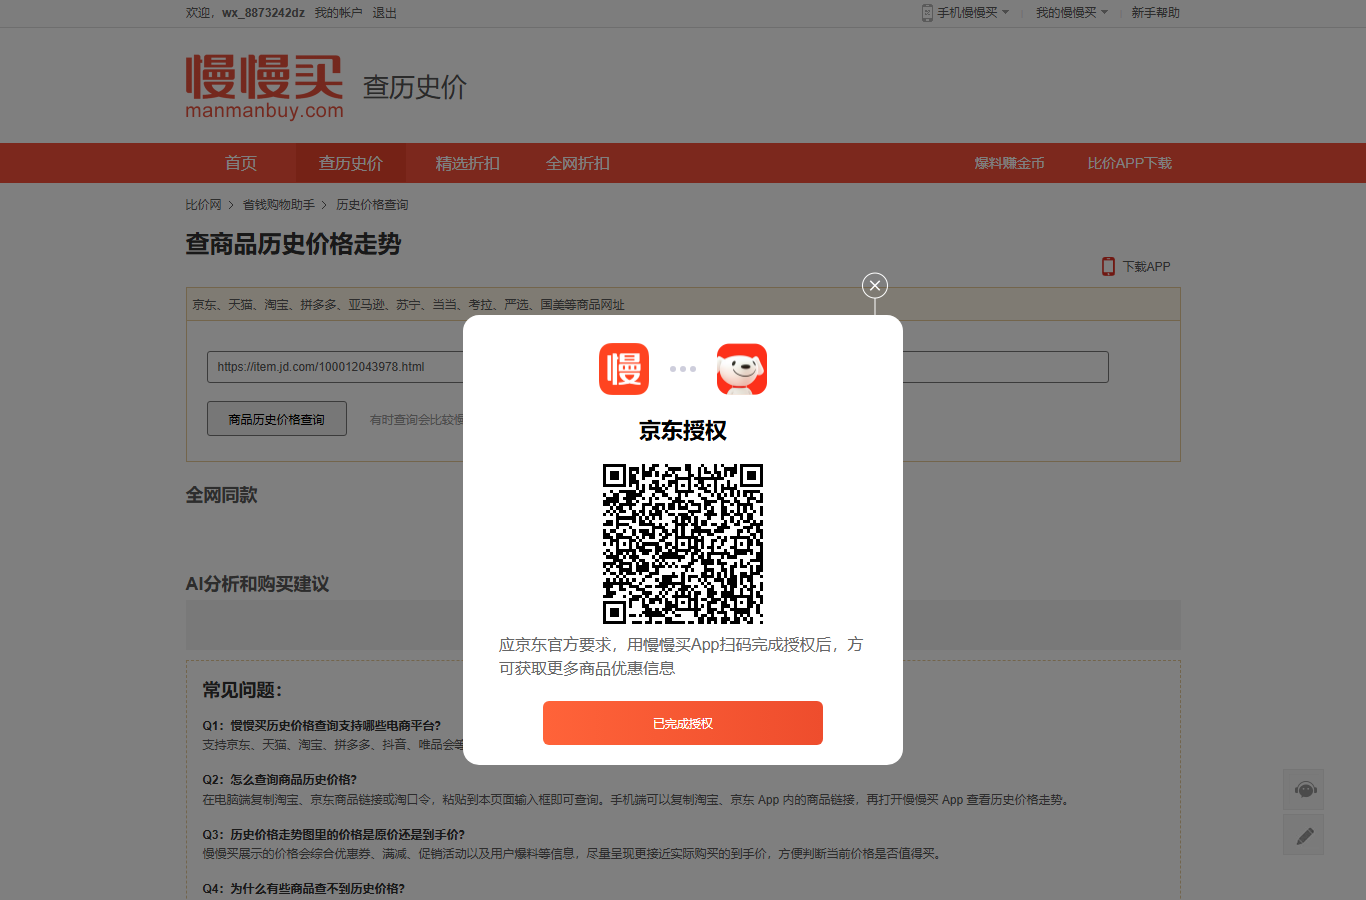 欢迎，wx_8873242dz 我的帐户 退出
手机慢慢买 我的慢慢买 新手帮助
慢慢买
manmanbuy.com
查历史价
首页 查历史价 精选折扣 全网折扣 爆料赚金币 比价APP下载
比价网 > 省钱购物助手 > 历史价格查询
查商品历史价格走势
下载APP
京东、天猫、淘宝、拼多多、亚马逊、苏宁、当当、考拉、严选、国美等商品网址
https://item.jd.com/100012043978.html
商品历史价格查询 有时查询会比较慢
慢
京东授权
应京东官方要求，用慢慢买App扫码完成授权后，方
可获取更多商品优惠信息
已完成授权
全网同款
AI分析和购买建议
常见问题：
Q1：慢慢买历史价格查询支持哪些电商平台？
支持京东、天猫、淘宝、拼多多、抖音、唯品会等
Q2：怎么查询商品历史价格？
在电脑端复制淘宝、京东商品链接或淘口令，粘贴到本页面输入框即可查询。手机端可以复制淘宝、京东 App 内的商品链接，再打开慢慢买 App 查看历史价格走势。
Q3：历史价格走势图里的价格是原价还是到手价？
慢慢买展示的价格会综合优惠券、满减、促销活动以及用户爆料等信息，尽量呈现更接近实际购买的到手价，方便判断当前价格是否值得买。
Q4：为什么有些商品查不到历史价格？